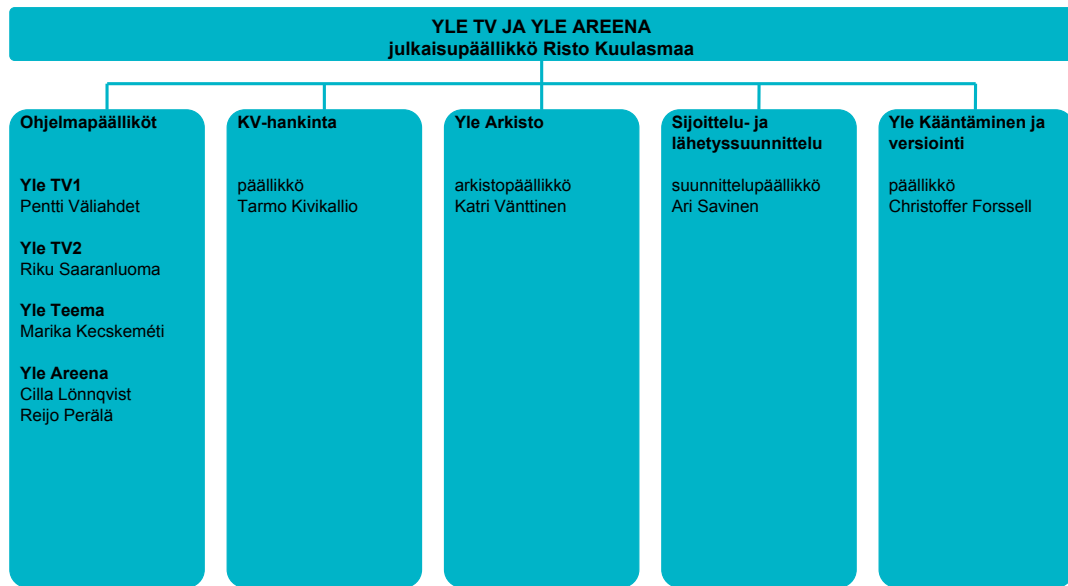 YLE TV JA YLE AREENA
julkaisupäällikkö Risto Kuulasmaa
Ohjelmapäälliköt
Yle TV1
Pentti Väliahdet
Yle TV2
Riku Saaranluoma
Yle Teema
Marika Kecskeméti
Yle Areena
Cilla Lönnqvist
Reijo Perälä
KV-hankinta
päällikkö
Tarmo Kivikallio
Yle Arkisto
arkistopäällikkö
Katri Vänttinen
Sijoittelu- ja
lähetyssuunnittelu
suunnittelupäällikkö
Ari Savinen
Yle Kääntäminen ja
versiointi
päällikkö
Christoffer Forssell